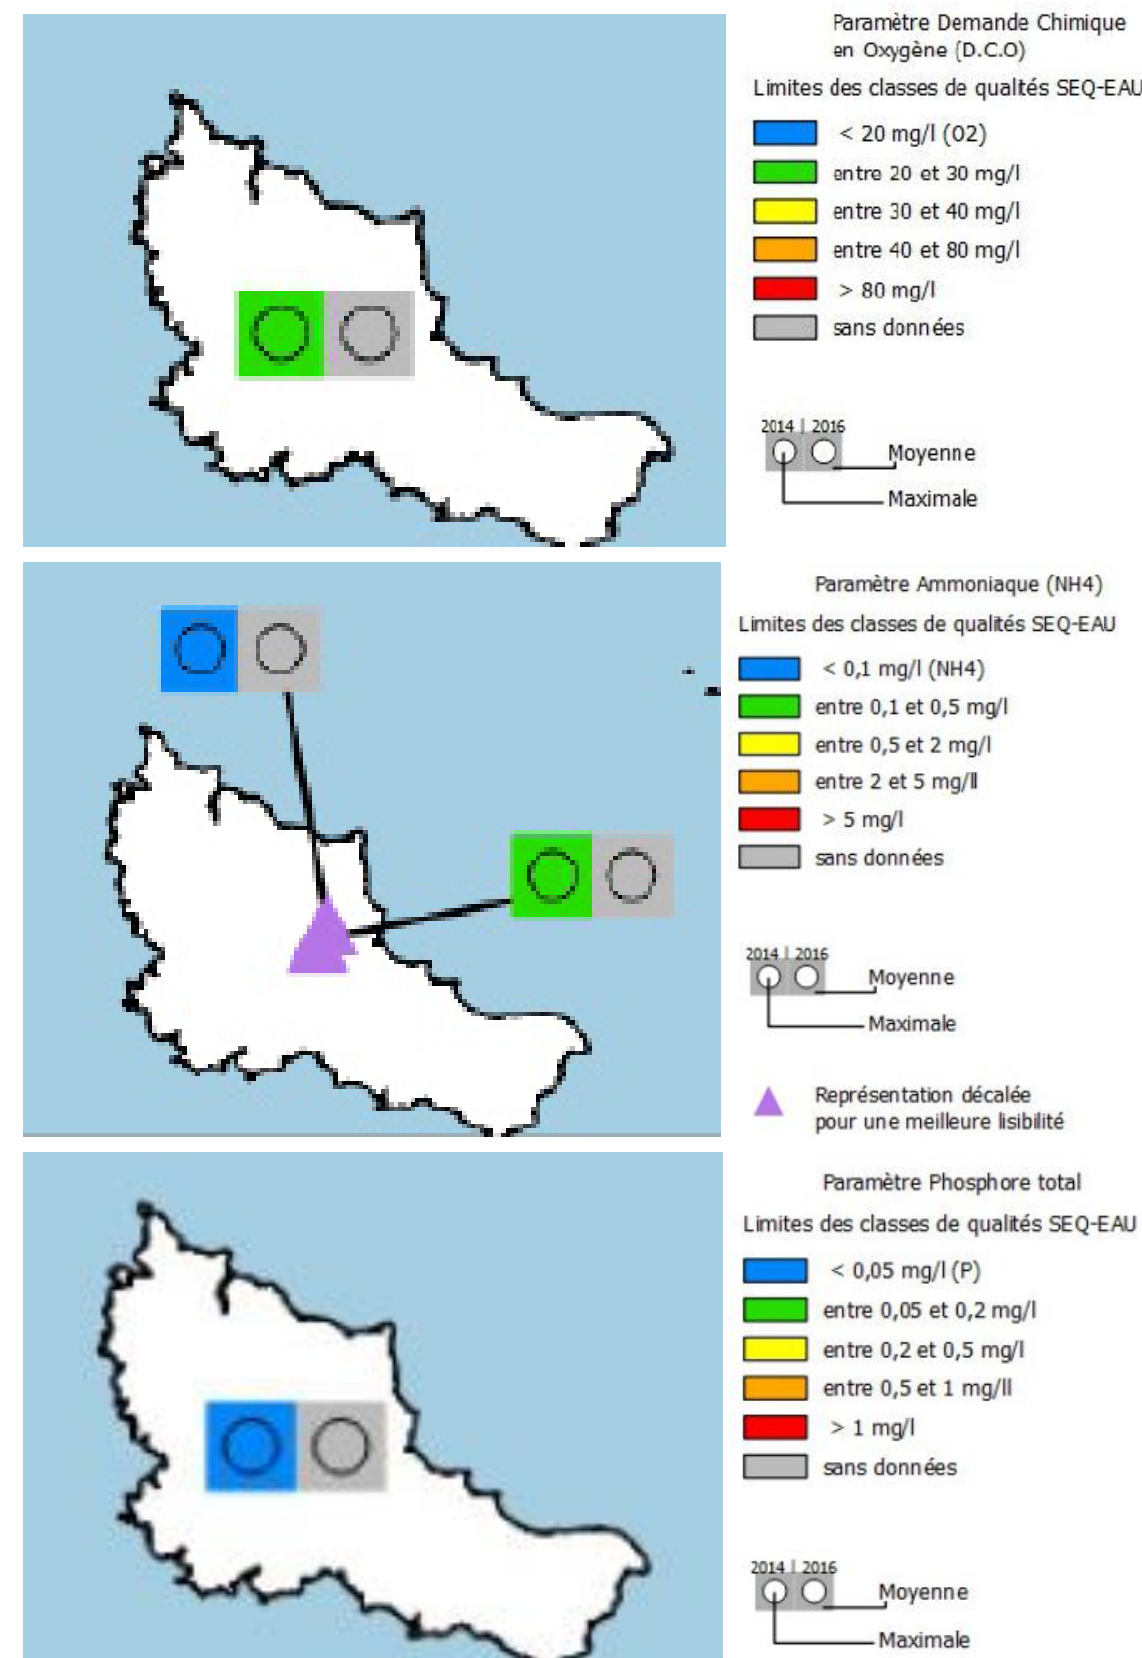 Paramètre Demande Chimique
en Oxygène (D.C.O)
Limites des classes de qualités SEQ-EAU
< 20 mg/l (O2)
entre 20 et 30 mg/l
entre 30 et 40 mg/l
entre 40 et 80 mg/l
> 80 mg/l
sans données
2014 | 2016
Moyenne
Maximale
Paramètre Ammoniaque (NH4)
Limites des classes de qualités SEQ-EAU
< 0,1 mg/l (NH4)
entre 0,1 et 0,5 mg/l
entre 0,5 et 2 mg/l
entre 2 et 5 mg/ll
> 5 mg/l
sans données
2014 | 2016
Moyenne
Maximale
Représentation décalée
pour une meilleure lisibilité
Paramètre Phosphore total
Limites des classes de qualités SEQ-EAU
< 0,05 mg/l (P)
entre 0,05 et 0,2 mg/l
entre 0,2 et 0,5 mg/l
entre 0,5 et 1 mg/ll
> 1 mg/l
sans données
2014 | 2016
Moyenne
Maximale